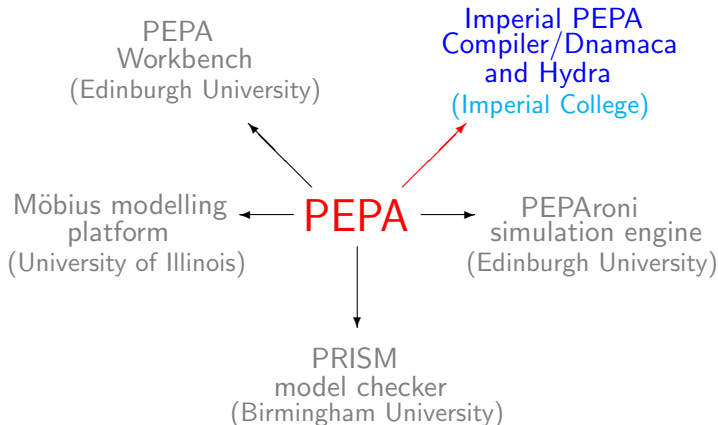 PEPA
Workbench
(Edinburgh University)
Imperial PEPA
Compiler/Dnamaca
and Hydra
(Imperial College)
Möbius modelling
platform
(University of Illinois)
PEPA
PEPAroni
simulation engine
(Edinburgh University)
PRISM
model checker
(Birmingham University)